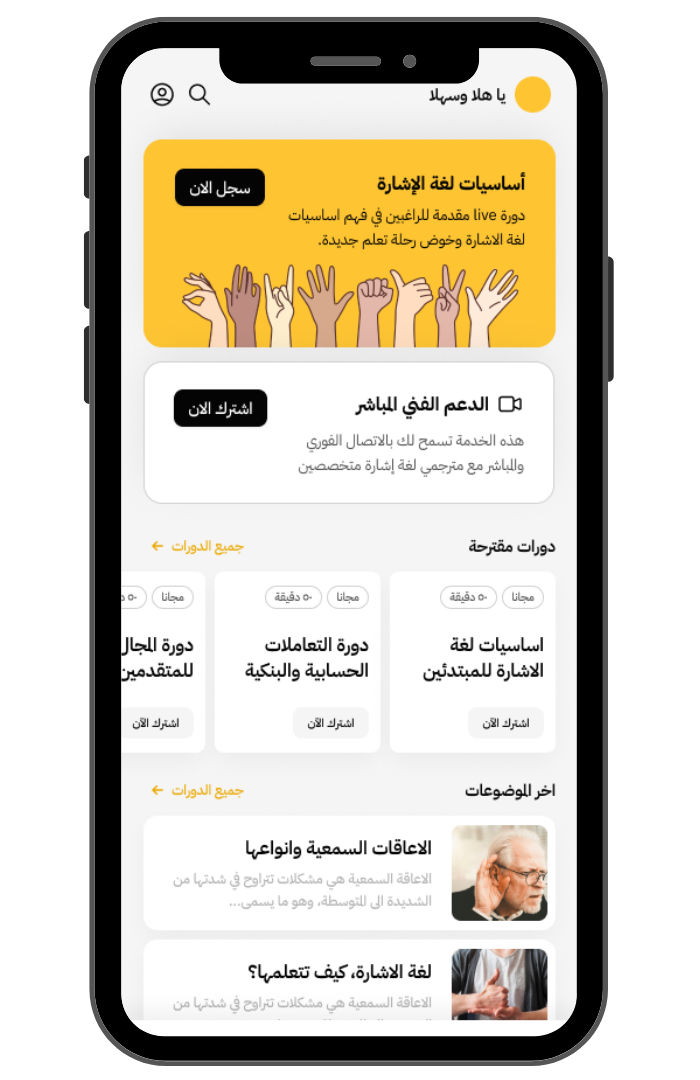 يا هلا وسهلا
أساسيات لغة الإشارة
سجل الان
دورة live مقدمة للراغبين في فهم اساسيات
لغة الاشارة وخوض رحلة تعلم جديدة.
الدعم الفني المباشر
اشترك الان
هذه الخدمة تسمح لك بالاتصال الفوري
والمباشر مع مترجمي لغة إشارة متخصصين
دورات مقترحة
جميع الدورات
مجانا
٥٠ دقيقة
اساسيات لغة
الاشارة للمبتدئين
اشترك الآن
مجانا
٥٠ دقيقة
دورة التعاملات
الحسابية والبنكية
اشترك الآن
مجانا
دورة المجال
للمتقدمين
اشترك الآن
اخر الموضوعات
جميع الدورات
الاعاقات السمعية وانواعها
الاعاقة السمعية هي مشكلات تتراوح في شدتها من
الشديدة الى المتوسطة، وهو ما يسمى...
لغة الاشارة، كيف تتعلمها؟
الاعاقة السمعية هي مشكلات تتراوح في شدتها من